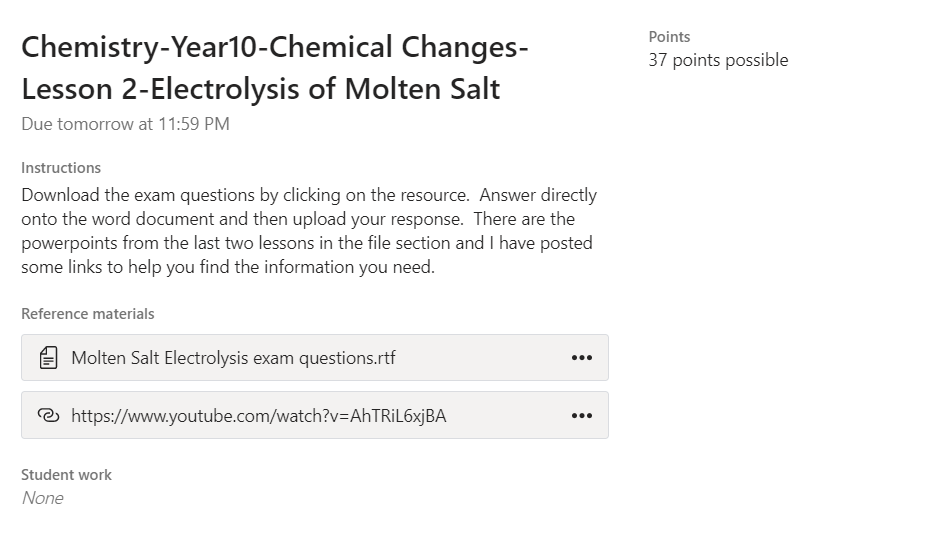 Chemistry-Year10-Chemical Changes-
Lesson 2-Electrolysis of Molten Salt
Due tomorrow at 11:59 PM
Points
37 points possible
Instructions
Download the exam questions by clicking on the resource.  Answer directly
onto the word document and then upload your response.  There are the
powerpoints from the last two lessons in the file section and I have posted
some links to help you find the information you need.
Reference materials
Molten Salt Electrolysis exam questions.rtf
https://www.youtube.com/watch?v=AhTRiL6xjBA
Student work
None